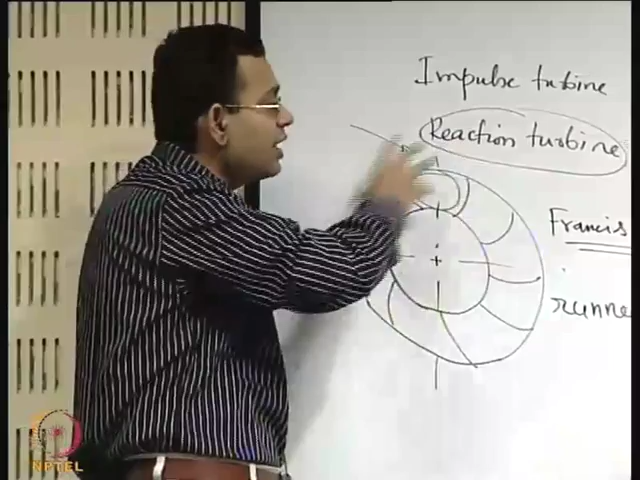 Impulse turbine
Reaction turbine
Francis
runne
NPTEL